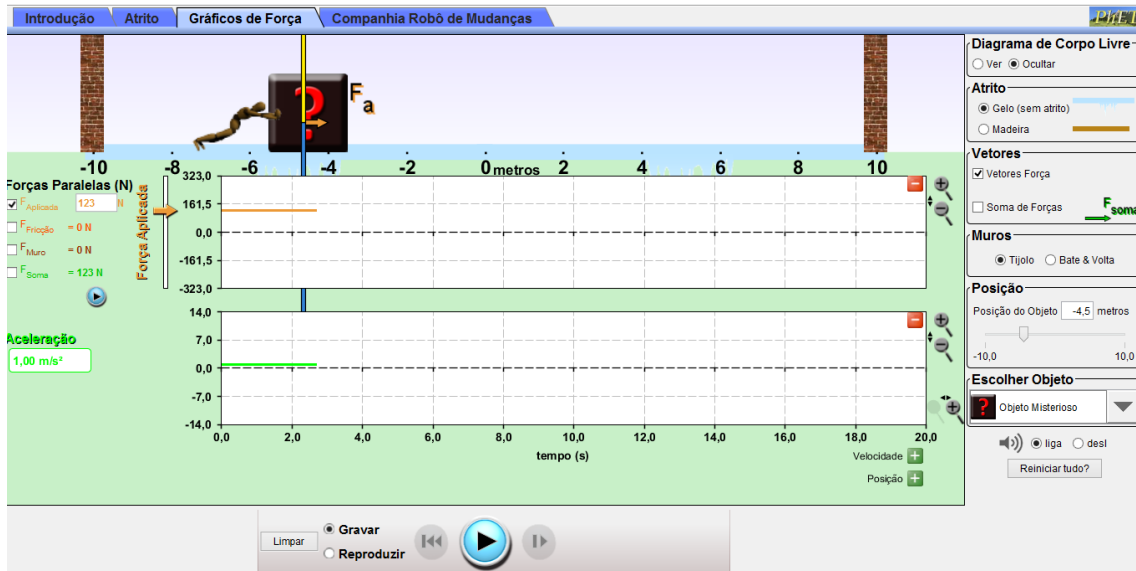 Introdução
Atrito
Gráficos de Força
Companhia Robô de Mudanças
PhET
?
F a
-10 -8 -6 -4 -2 0 metros 2 4 6 8 10
Forças Paralelas (N)
F Aplicada 123 N
F Fricção = 0 N
F Muro = 0 N
F Soma = 123 N
Força Aplicada
323,0
161,5
0,0
-161,5
-323,0
Aceleração
1,00 m/s²
14,0
7,0
0,0
-7,0
-14,0
0,0 2,0 4,0 6,0 8,0 10,0 12,0 14,0 16,0 18,0 20,0
tempo (s)
Velocidade
Posição
Limpar
Gravar
Reproduzir
Diagrama de Corpo Livre
Ver Ocultar
Atrito
Gelo (sem atrito)
Madeira
Vetores
Vetores Força
Soma de Forças
F soma
Muros
Tijolo Bate & Volta
Posição
Posição do Objeto -4,5 metros
-10,0 10,0
Escolher Objeto
? Objeto Misterioso
liga desl
Reiniciar tudo?